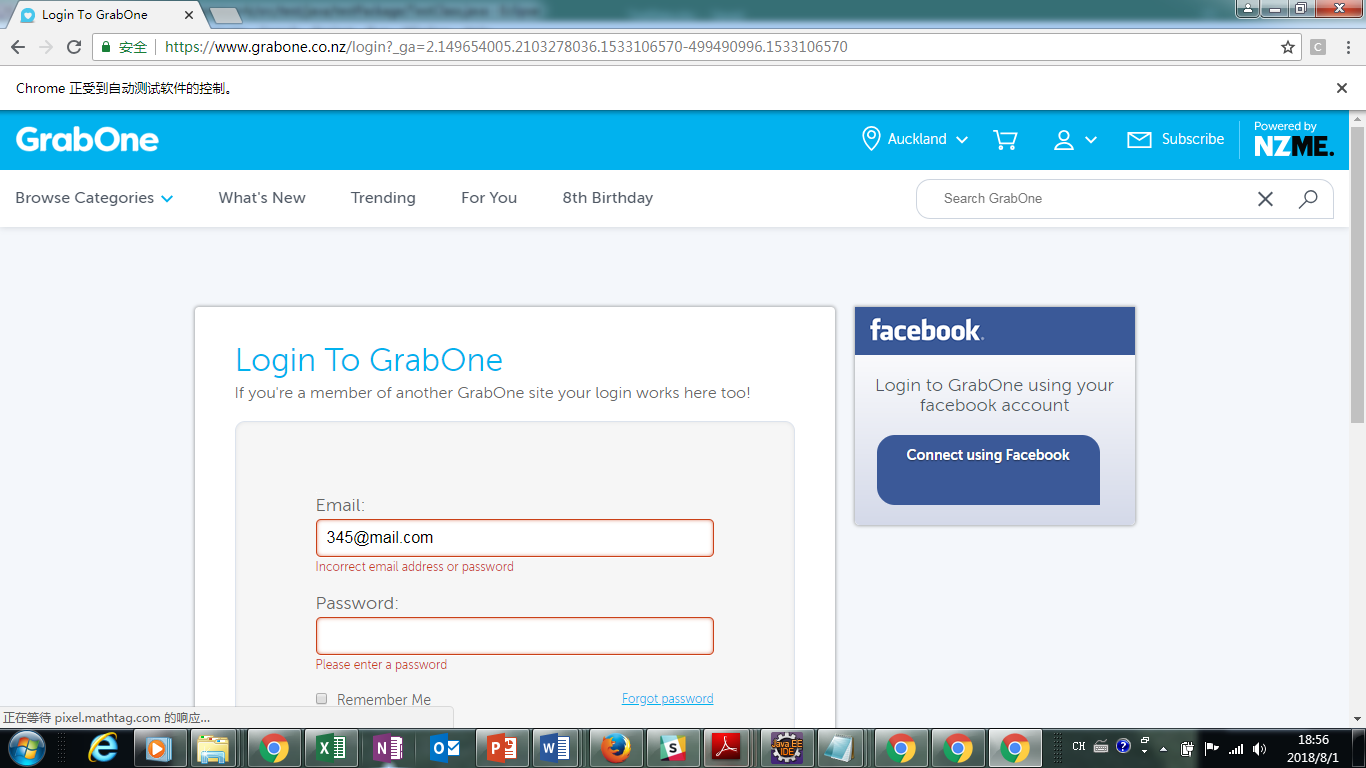 Login To GrabOne
安全
https://www.grabone.co.nz/login?_ga=2.149654005.2103278036.1533106570-499490996.1533106570
C
Chrome 正受到自动测试软件的控制。
GrabOne
Auckland
Subscribe
Powered by
NZME.
Browse Categories
What's New
Trending
For You
8th Birthday
Search GrabOne
Login To GrabOne
If you're a member of another GrabOne site your login works here too!
facebook.
Login to GrabOne using your
facebook account
Connect using Facebook
Email:
345@mail.com
Incorrect email address or password
Password:
Please enter a password
Remember Me
Forgot password
正在等待 pixel.mathtag.com 的响应...
Java EE
IDE
CH
18:56
2018/8/1